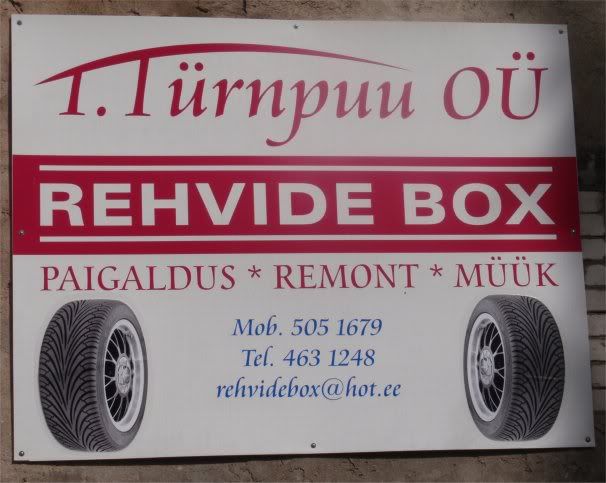 T. Türnpuu OÜ
REHVIDE BOX
PAIGALDUS * REMONT * MÜÜK
Mob. 505 1679
Tel. 463 1248
rehvidebox@hot.ee